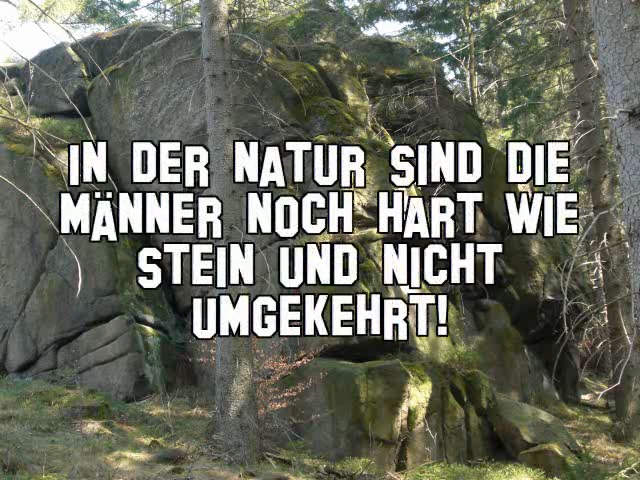 IN DER NATUR SIND DIE
MÄNNER NOCH HART WIE
STEIN UND NICHT
UMGEKEHRT!